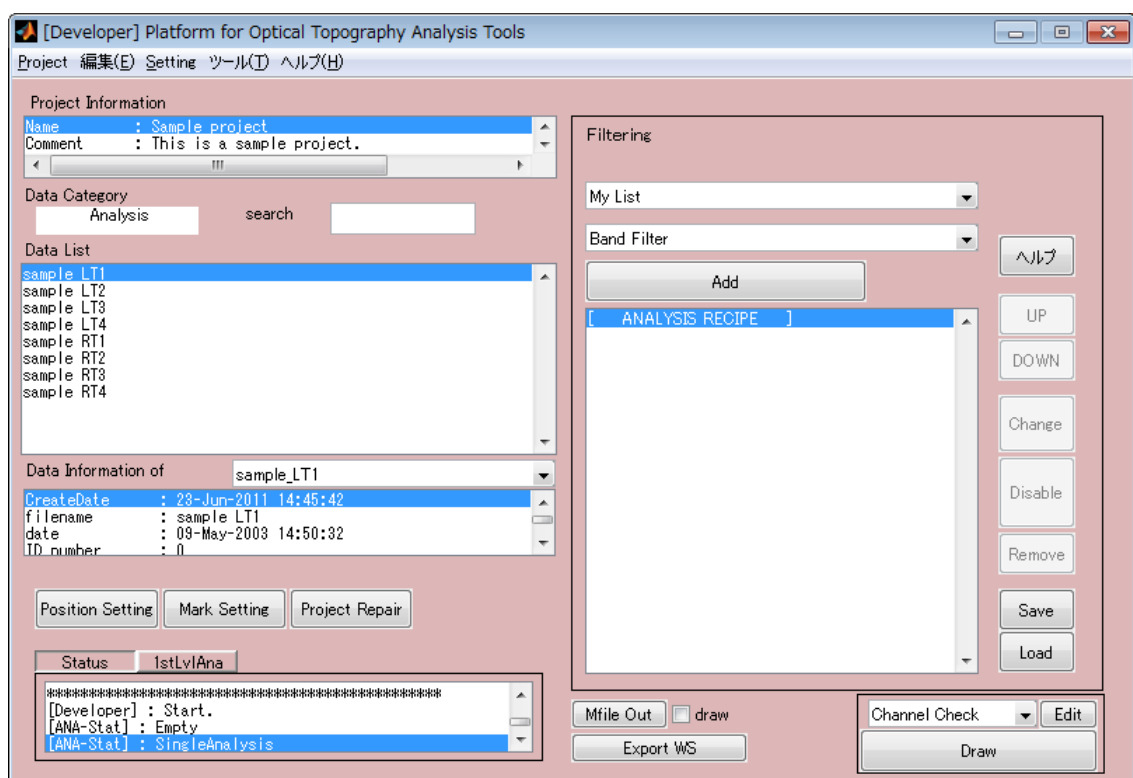 [Developer] Platform for Optical Topography Analysis Tools
Project 編集(E) Setting ツール(T) ヘルプ(H)
Project Information
Name : Sample project
Comment : This is a sample project.
Data Category
Analysis
search
Data List
sample LT1
sample LT2
sample LT3
sample LT4
sample RT1
sample RT2
sample RT3
sample RT4
Data Information of
sample_LT1
CreateDate : 23-Jun-2011 14:45:42
filename : sample LT1
date : 09-May-2003 14:50:32
ID number : 0
Position Setting
Mark Setting
Project Repair
Status
1stLvlAna
***********************************************
[Developer] : Start.
[ANA-Stat] : Empty
[ANA-Stat] : SingleAnalysis
Filtering
My List
Band Filter
Add
[ ANALYSIS RECIPE ]
ヘルプ
UP
DOWN
Change
Disable
Remove
Save
Load
Mfile Out
draw
Export WS
Channel Check
Edit
Draw